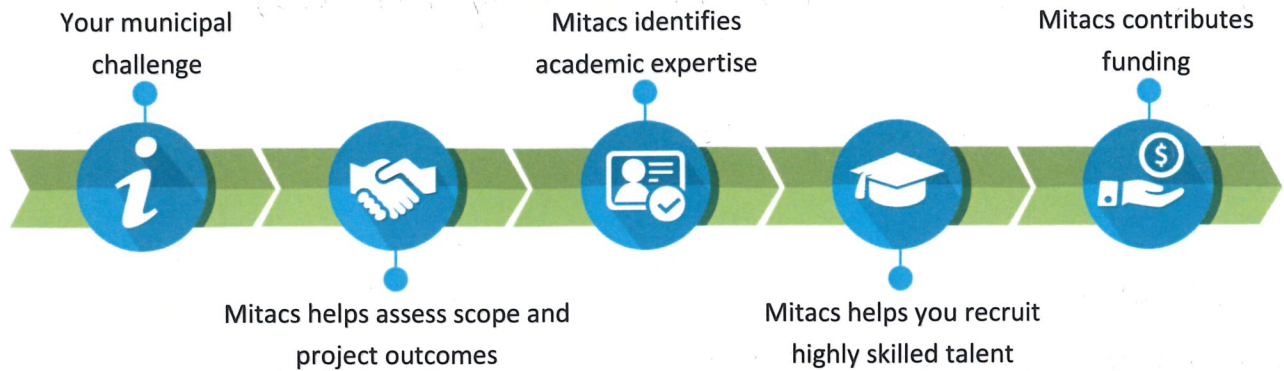 Your municipal
challenge
Mitacs helps assess scope and
project outcomes
Mitacs identifies
academic expertise
Mitacs helps you recruit
highly skilled talent
Mitacs contributes
funding
$